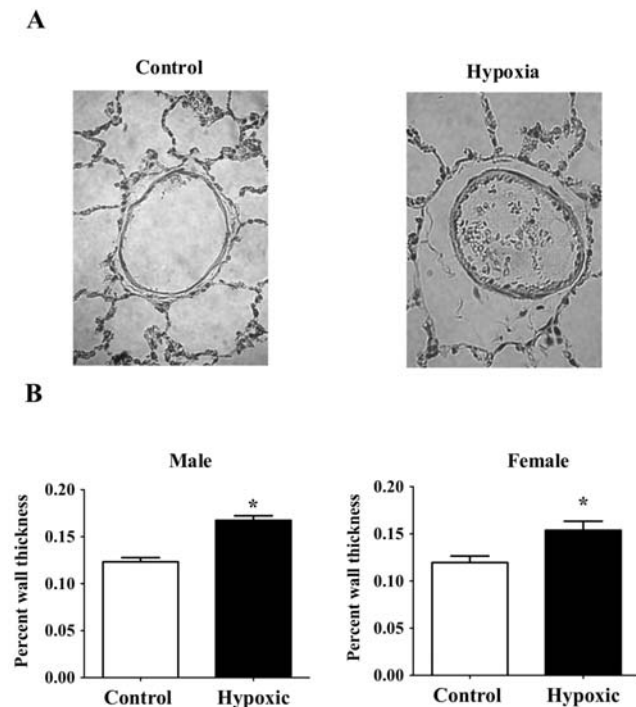 A
Control
Hypoxia
B
Male
Percent wall thickness
0.20
*
0.15
0.10
0.05
0.00
Control Hypoxic
Female
Percent wall thickness
0.20
*
0.15
0.10
0.05
0.00
Control Hypoxic